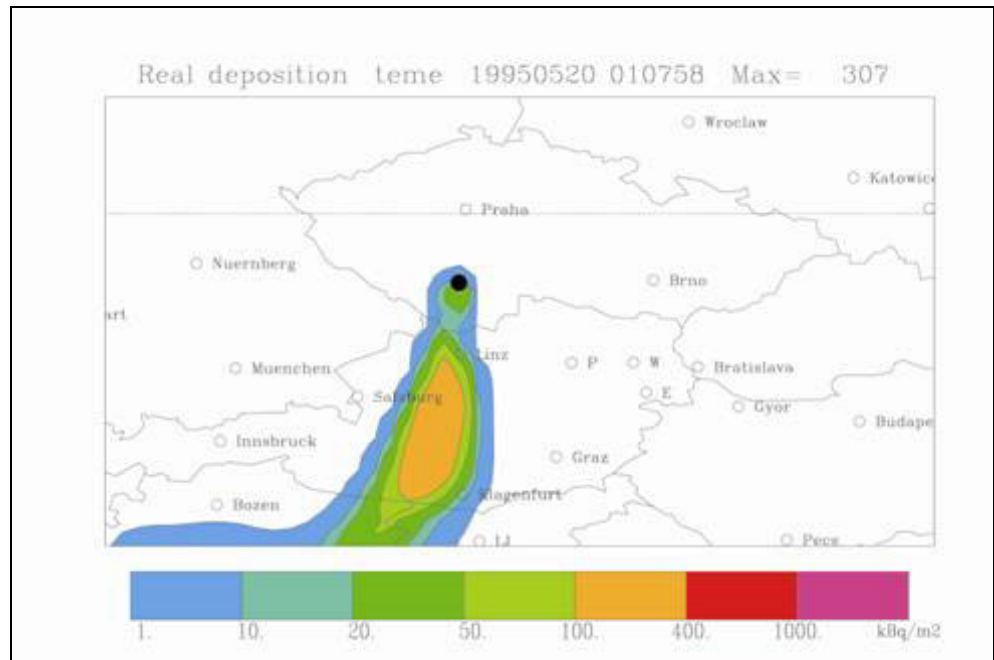 Real deposition teme 19950520 010758 Max= 307
Wroclaw
Katowic
Praha
Nuernberg
Brno
art
Linz
P
W
Muenchen
Bratislava
E
Salzburg
Gyor
Budape
Innsbruck
Graz
Klagenfurt
Bozen
LJ
Pecs
1. 10. 20. 50. 100. 400. 1000. kBq/m2